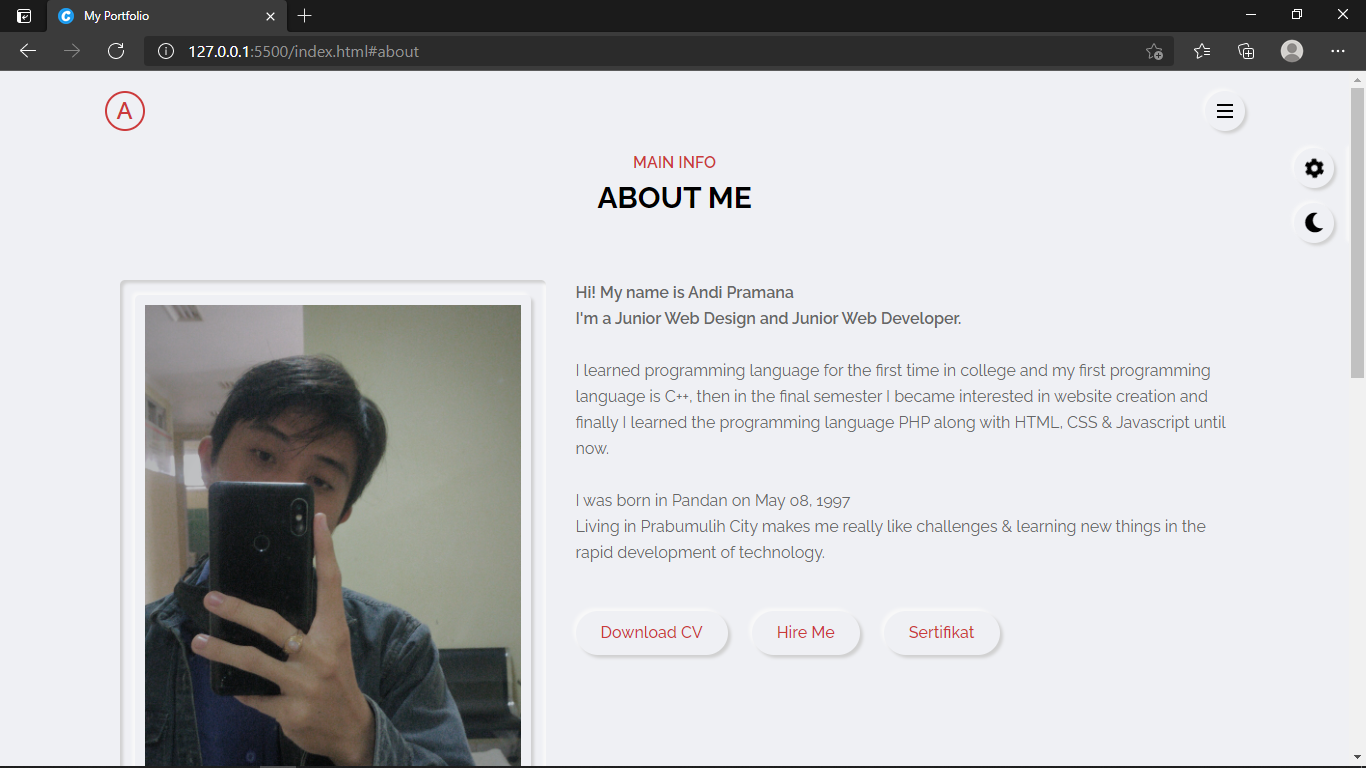 My Portfolio
127.0.0.1:5500/index.html#about
A
MAIN INFO
ABOUT ME
Hi! My name is Andi Pramana
I'm a Junior Web Design and Junior Web Developer.
I learned programming language for the first time in college and my first programming
language is C++, then in the final semester I became interested in website creation and
finally I learned the programming language PHP along with HTML, CSS & Javascript until
now.
I was born in Pandan on May 08, 1997
Living in Prabumulih City makes me really like challenges & learning new things in the
rapid development of technology.
Download CV
Hire Me
Sertifikat